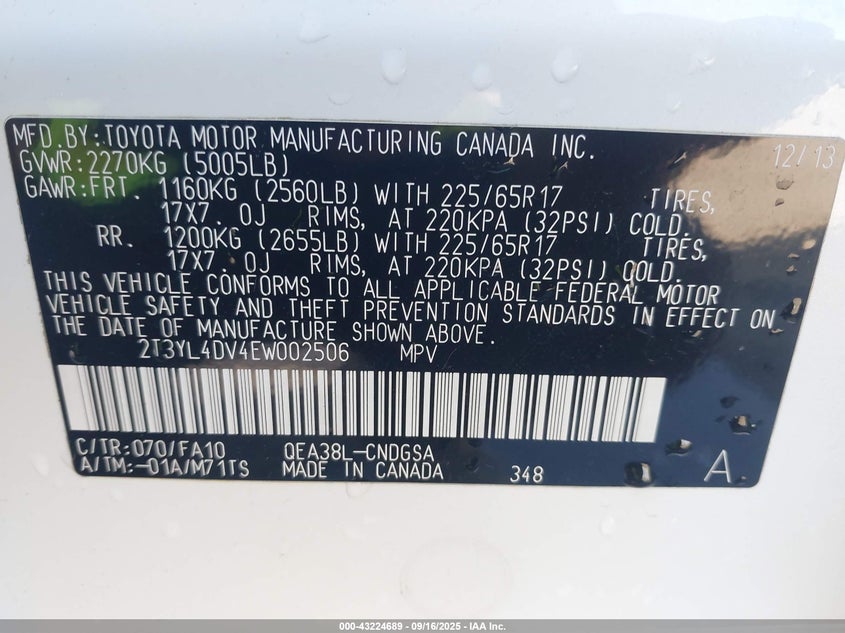 MFD.BY:TOYOTA MOTOR MANUFACTURING CANADA INC. 12/13
GVWR:2270KG (5005LB)
GAWR:FRT. 1160KG (2560LB) WITH 225/65R17 TIRES,
17X7. 0J RIMS, AT 220KPA (32PSI) COLD.
RR. 1200KG (2655LB) WITH 225/65R17 TIRES,
17X7. 0J RIMS, AT 220KPA (32PSI) COLD.
THIS VEHICLE CONFORMS TO ALL APPLICABLE FEDERAL MOTOR
VEHICLE SAFETY AND THEFT PREVENTION STANDARDS IN EFFECT ON
THE DATE OF MANUFACTURE SHOWN ABOVE.
2T3YL4DV4EW002506 MPV
C/TR:070/FA10 QEA38L-CNDGSA
A/TM:-01A/M71TS MADE IN CANADA 348 A
000-43224689 - 09/16/2025 - IAA Inc.